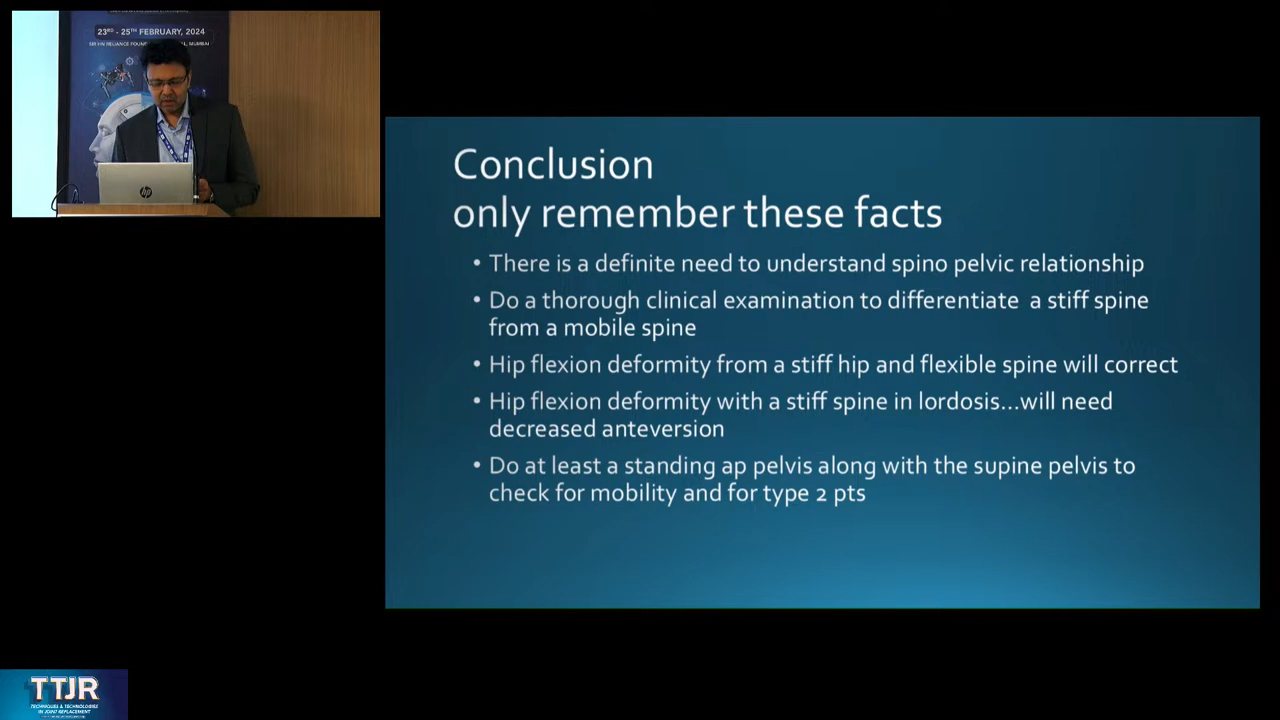 23RD - 25TH FEBRUARY, 2024
SIR HN RELIANCE FOUN L, MUMBAI
hp
Conclusion
only remember these facts
• There is a definite need to understand spino pelvic relationship
• Do a thorough clinical examination to differentiate a stiff spine
from a mobile spine
• Hip flexion deformity from a stiff hip and flexible spine will correct
• Hip flexion deformity with a stiff spine in lordosis...will need
decreased anteversion
• Do at least a standing ap pelvis along with the supine pelvis to
check for mobility and for type 2 pts
TTJR
TECHNIQUES & TECHNOLOGIES
IN JOINT REPLACEMENT